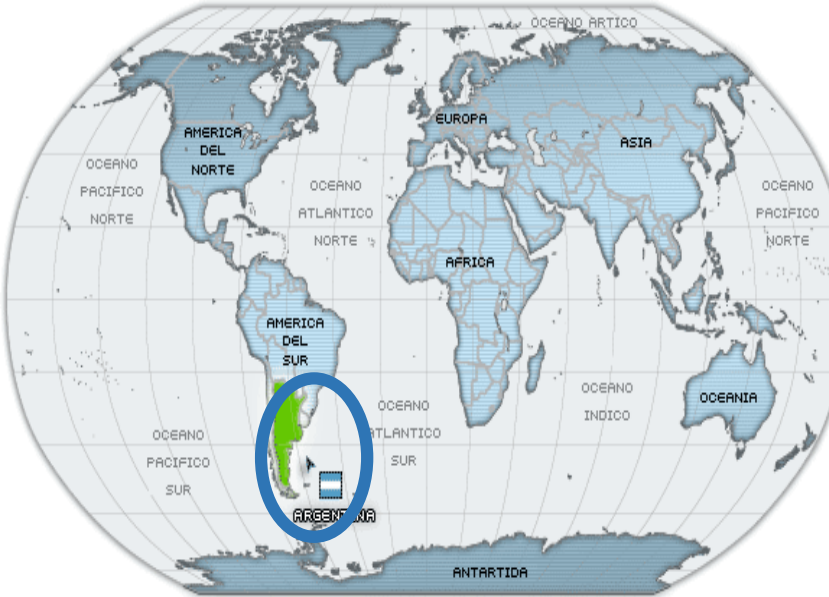 OCEANO ARTICO
EUROPA
AMERICA
DEL
NORTE
ASIA
OCEANO
PACIFICO
NORTE
OCEANO
ATLANTICO
NORTE
OCEANO
PACIFICO
NORTE
AFRICA
AMERICA
DEL
SUR
OCEANIA
OCEANO
INDICO
OCEANO
ATLANTICO
SUR
OCEANO
PACIFICO
SUR
ARGENTINA
ANTARTIDA